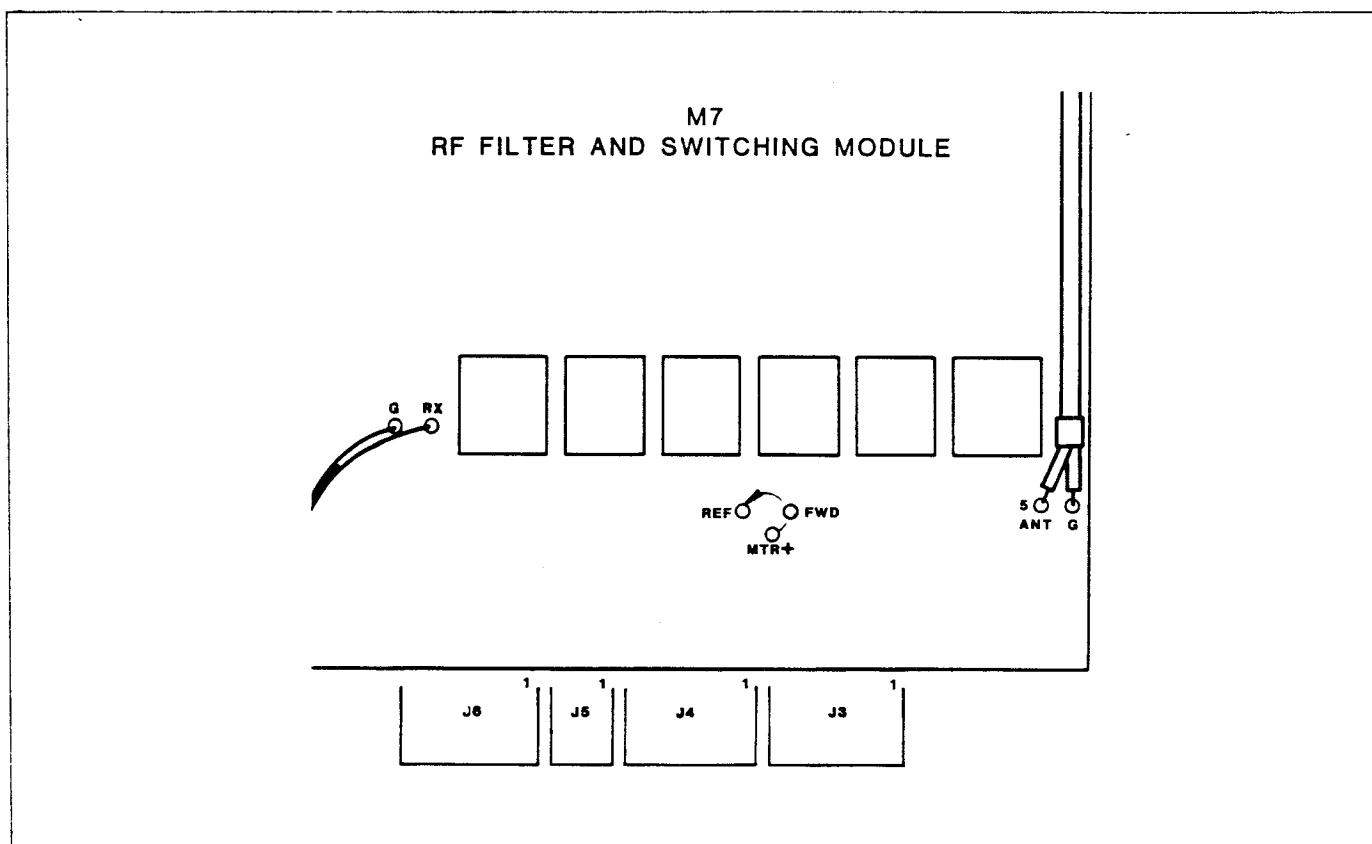 M7
RF FILTER AND SWITCHING MODULE
G RX
REF FWD
MTR+
5
ANT G
1 1 1 1
J6 J5 J4 J3